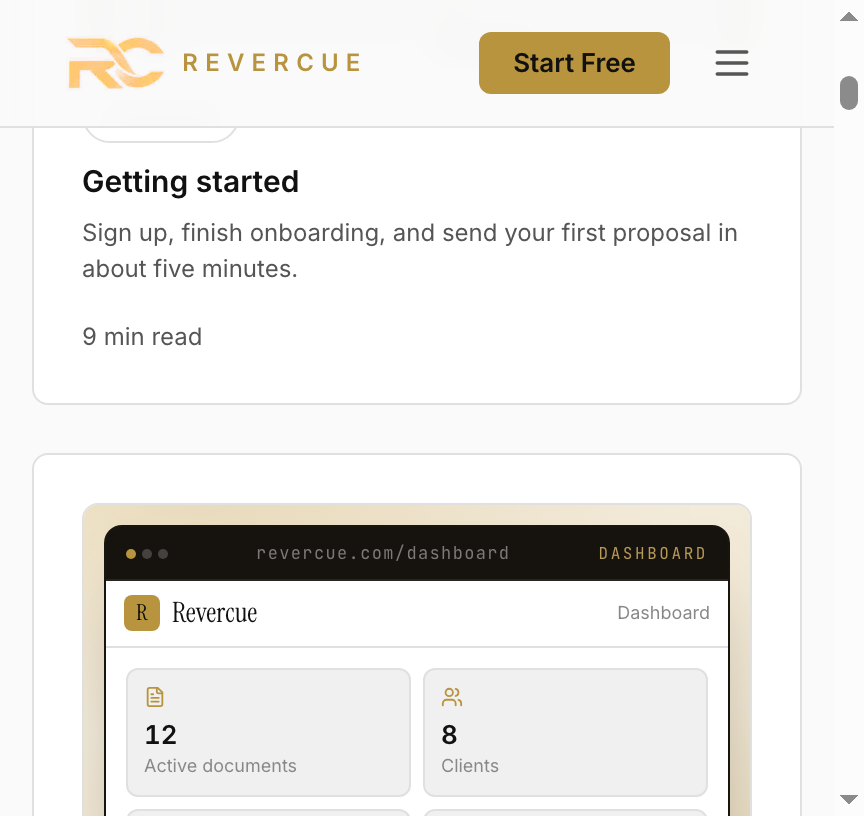 RC REVERCUE
Start Free
Getting started
Sign up, finish onboarding, and send your first proposal in
about five minutes.
9 min read
revercue.com/dashboard
DASHBOARD
R
Revercue
Dashboard
12
Active documents
8
Clients